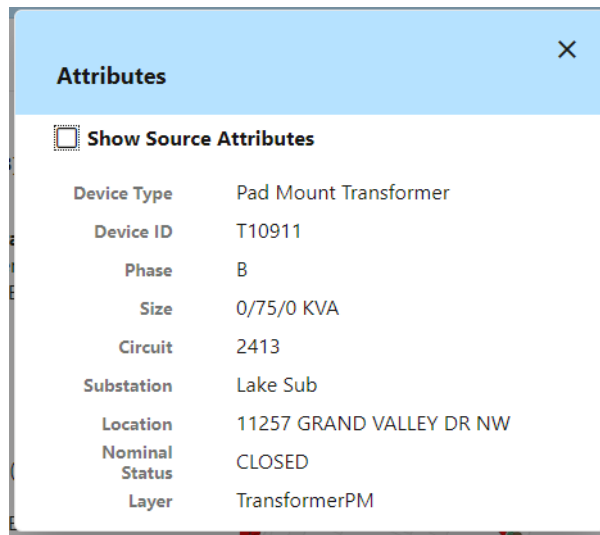 Attributes
Show Source Attributes
Device Type Pad Mount Transformer
Device ID T10911
Phase B
Size 0/75/0 KVA
Circuit 2413
Substation Lake Sub
Location 11257 GRAND VALLEY DR NW
Nominal
Status CLOSED
Layer TransformerPM